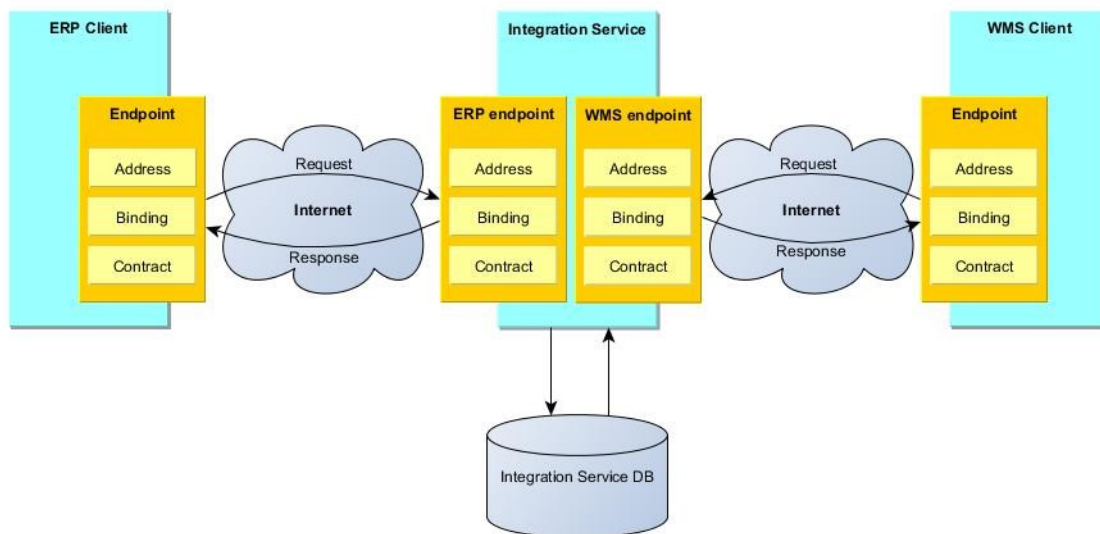 ERP Client
Integration Service
WMS Client
Endpoint
Address
Binding
Contract
Request
Internet
Response
ERP endpoint
Address
Binding
Contract
WMS endpoint
Address
Binding
Contract
Request
Internet
Response
Endpoint
Address
Binding
Contract
Integration Service DB